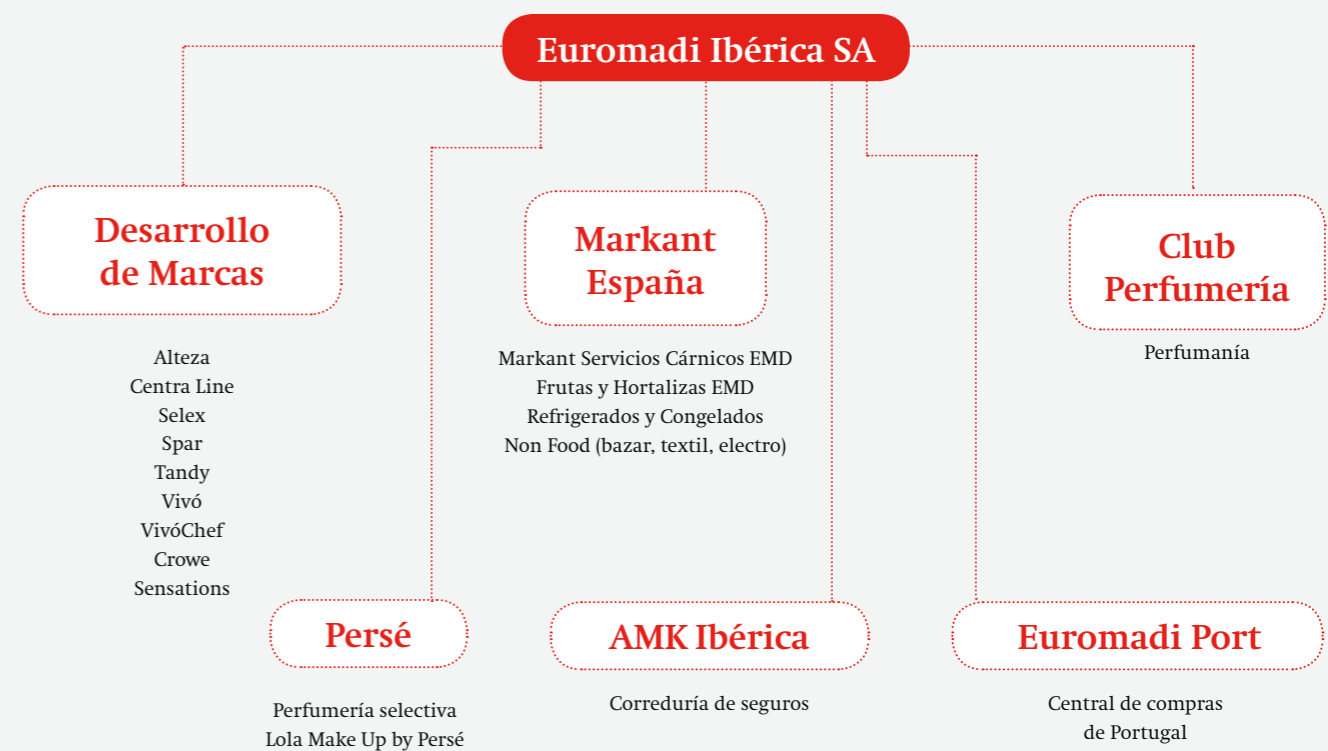 Euromadi Ibérica SA
Desarrollo
de Marcas
Alteza
Centra Line
Selex
Spar
Tandy
Vivó
VivóChef
Crowe
Sensations
Markant
España
Markant Servicios Cárnicos EMD
Frutas y Hortalizas EMD
Refrigerados y Congelados
Non Food (bazar, textil, electro)
Club
Perfumería
Perfumanía
Persé
Perfumería selectiva
Lola Make Up by Persé
AMK Ibérica
Correduría de seguros
Euromadi Port
Central de compras
de Portugal